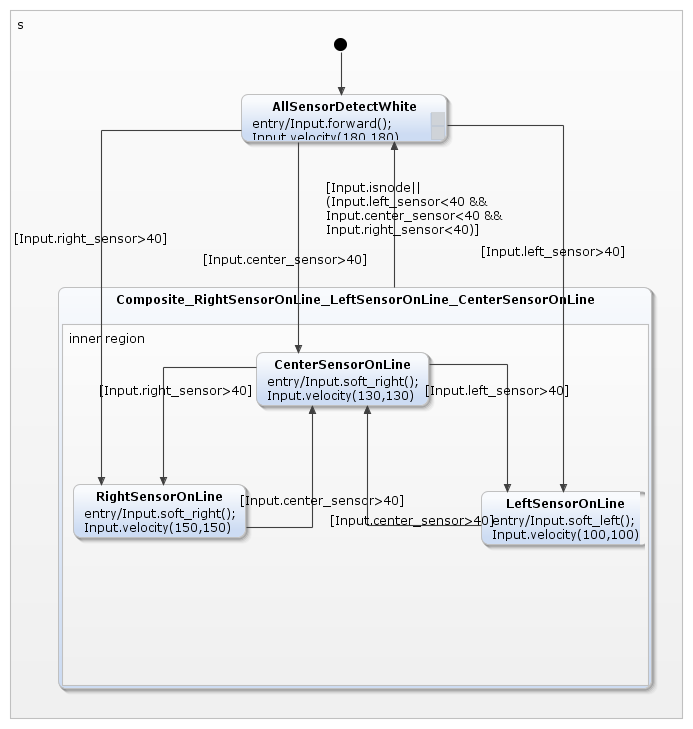 s
AllSensorDetectWhite
entry/Input.forward();
Input.velocity(180,180)
[Input.isnode||
(Input.left_sensor<40 &&
Input.center_sensor<40 &&
Input.right_sensor<40)]
[Input.right_sensor>40]
[Input.center_sensor>40]
[Input.left_sensor>40]
Composite_RightSensorOnLine_LeftSensorOnLine_CenterSensorOnLine
inner region
CenterSensorOnLine
entry/Input.soft_right();
Input.velocity(130,130)
[Input.right_sensor>40]
[Input.left_sensor>40]
RightSensorOnLine
entry/Input.soft_right();
Input.velocity(150,150)
[Input.center_sensor>40]
[Input.center_sensor>40]
LeftSensorOnLine
entry/Input.soft_left();
Input.velocity(100,100)